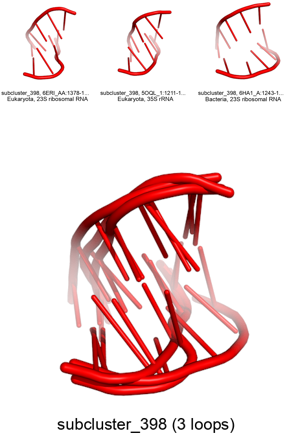 subcluster_398, 6ERI_AA:1378-1...
Eukaryota, 23S ribosomal RNA
subcluster_398, 5OQL_1:1211-1...
Eukaryota, 35S rRNA
subcluster_398, 6HA1_A:1243-1...
Bacteria, 23S ribosomal RNA
subcluster_398 (3 loops)